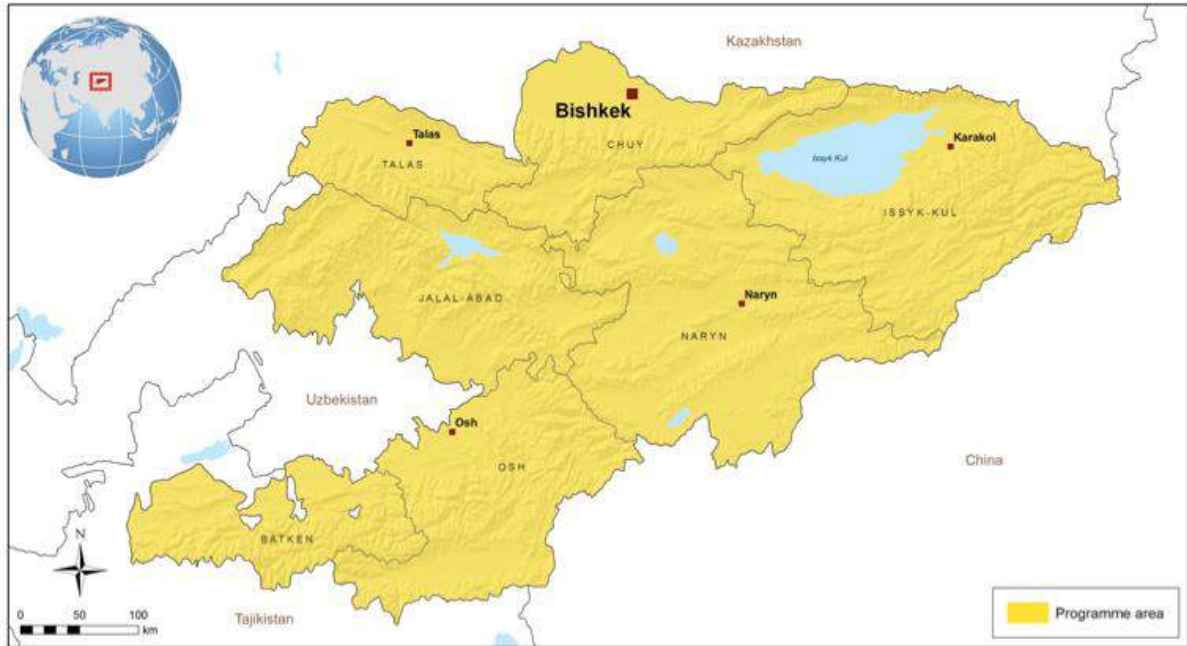 Kazakhstan
Bishkek
CHUY
Talas
TALAS
Issyk Kul
Karakol
ISSYK-KUL
JALAL-ABAD
Naryn
NARYN
Uzbekistan
Osh
OSH
China
BATKEN
N
0 50 100
km
Tajikistan
Programme area